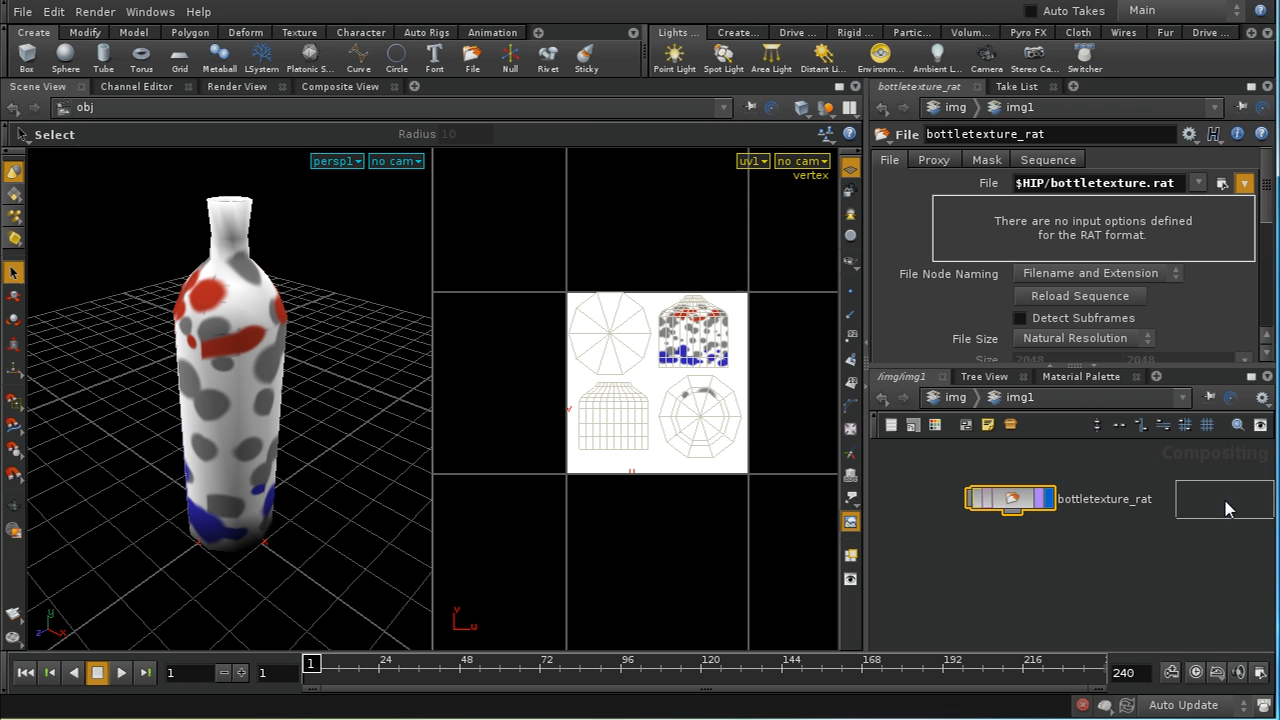 File Edit Render Windows Help Auto Takes Main
Create Modify Model Polygon Deform Texture Character Auto Rigs Animation Lights ... Create... Drive ... Rigid ... Partic... Volum... Pyro FX Cloth Wires Fur Drive ...
Box Sphere Tube Torus Grid Metaball LSystem Platonic S... Curve Circle Font File Null Rivet Sticky Point Light Spot Light Area Light Distant Li... Environm... Ambient L... Camera Stereo Ca... Switcher
Scene View Channel Editor Render View Composite View bottletexture_rat Take List
obj img img1
Select Radius 10 File bottletexture_rat
persp1 no cam uv1 no cam
vertex
File Proxy Mask Sequence
File $HIP/bottletexture.rat
There are no input options defined
for the RAT format.
File Node Naming Filename and Extension
Reload Sequence
Detect Subframes
File Size Natural Resolution
Size 2048 2048
/img/img1 Tree View Material Palette
img img1
Compositing
bottletexture_rat
v
u
y
z x
v
u
1 1 1 24 48 72 96 120 144 168 192 216 240
Auto Update